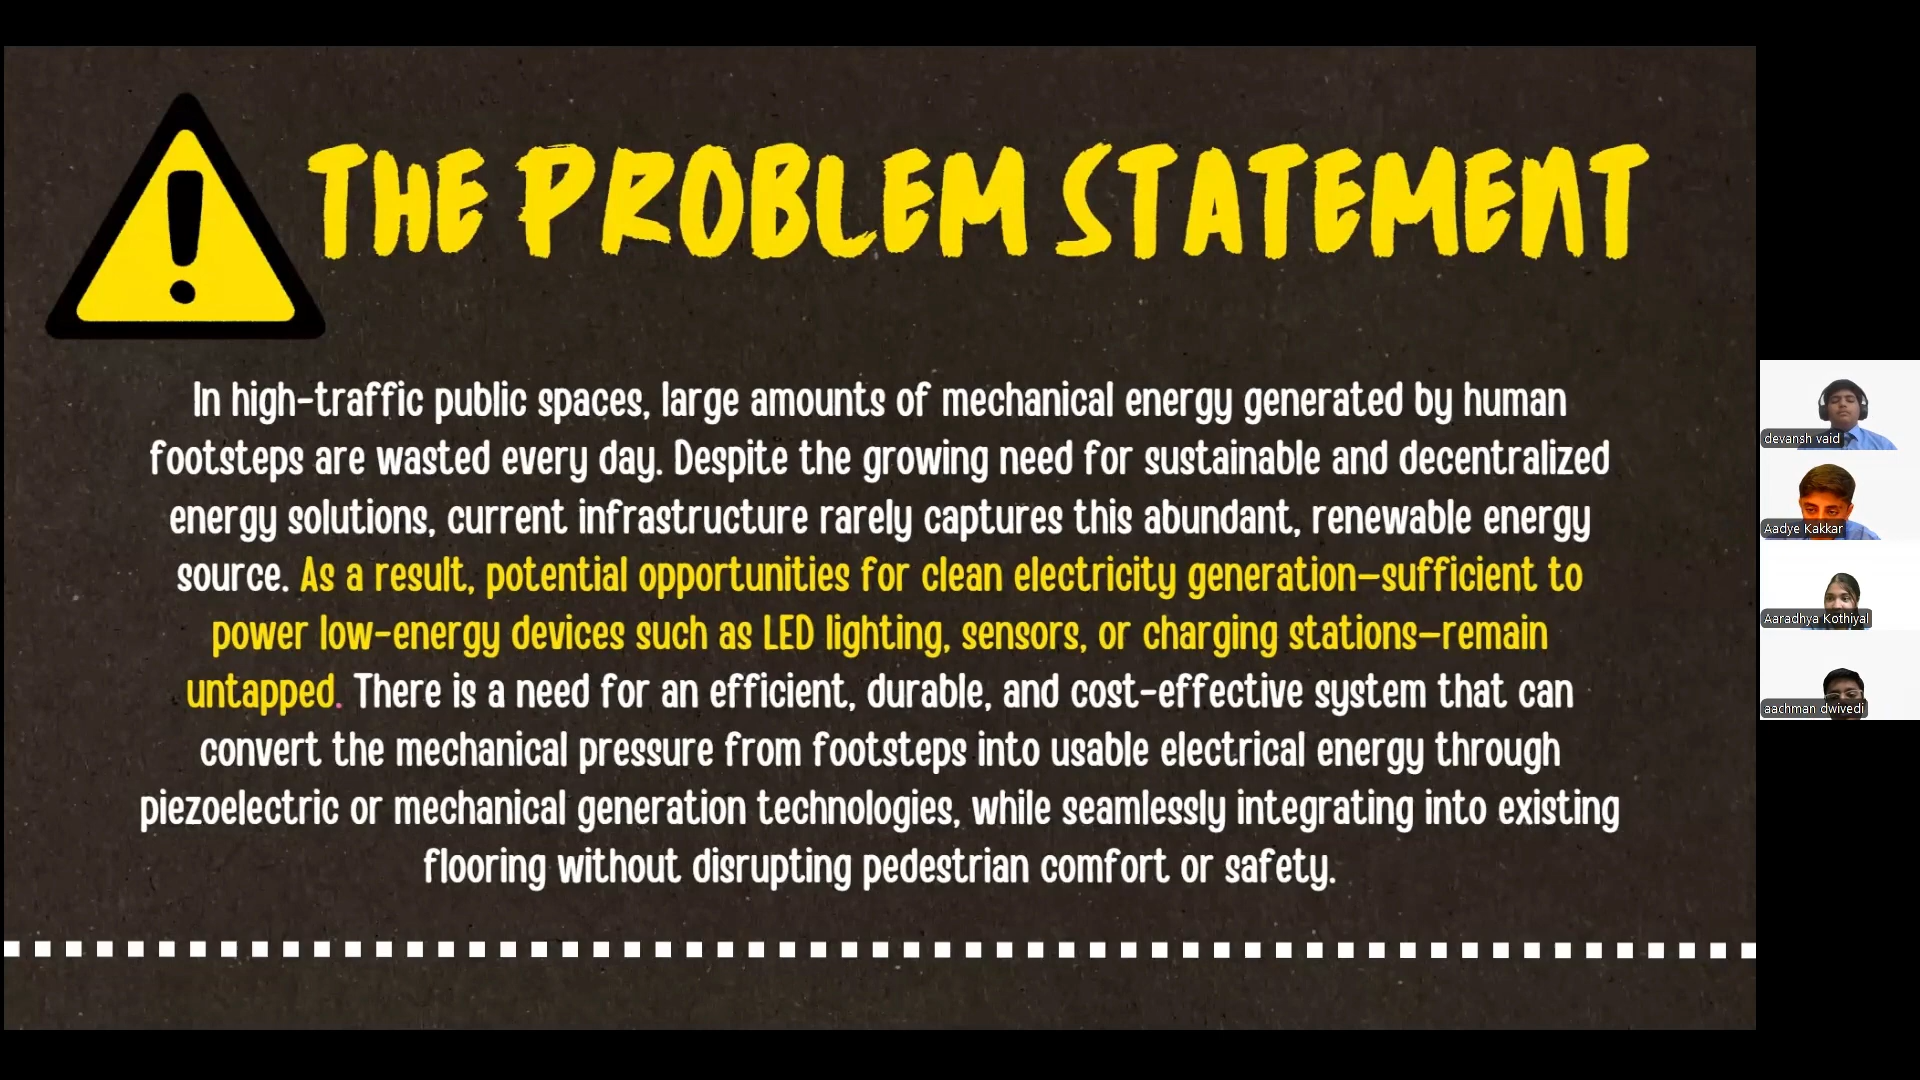 THE PROBLEM STATEMENT
In high-traffic public spaces, large amounts of mechanical energy generated by human
footsteps are wasted every day. Despite the growing need for sustainable and decentralized
energy solutions, current infrastructure rarely captures this abundant, renewable energy
source. As a result, potential opportunities for clean electricity generation—sufficient to
power low-energy devices such as LED lighting, sensors, or charging stations—remain
untapped. There is a need for an efficient, durable, and cost-effective system that can
convert the mechanical pressure from footsteps into usable electrical energy through
piezoelectric or mechanical generation technologies, while seamlessly integrating into existing
flooring without disrupting pedestrian comfort or safety.
devansh vaid
Aadye Kakkar
Aaradhya Kothiyal
aachman dwivedi